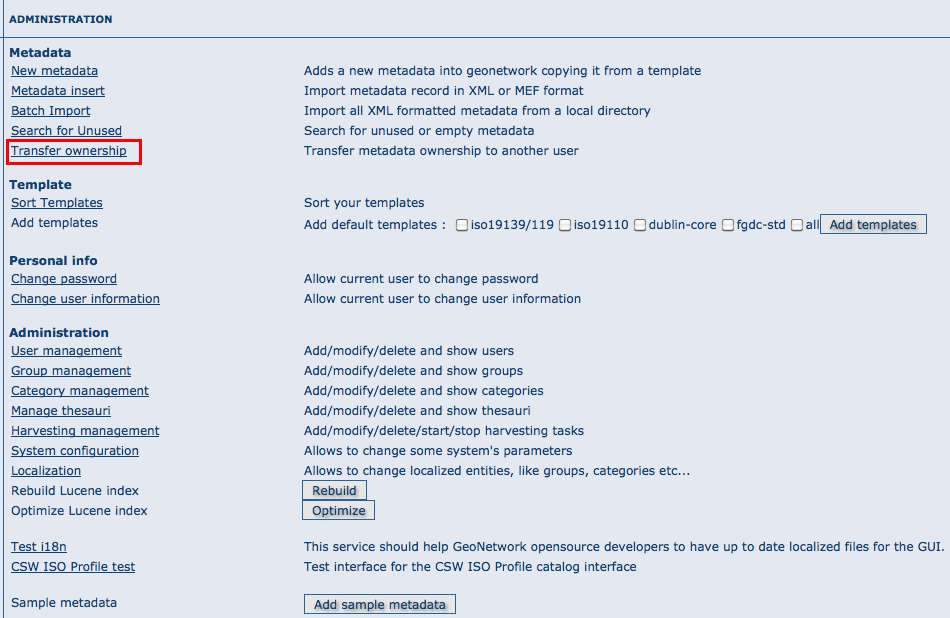 ADMINISTRATION
Metadata
New metadata Adds a new metadata into geonetwork copying it from a template
Metadata insert Import metadata record in XML or MEF format
Batch Import Import all XML formatted metadata from a local directory
Search for Unused Search for unused or empty metadata
Transfer ownership Transfer metadata ownership to another user
Template
Sort Templates Sort your templates
Add templates Add default templates : iso19139/119 iso19110 dublin-core fgdc-std all Add templates
Personal info
Change password Allow current user to change password
Change user information Allow current user to change user information
Administration
User management Add/modify/delete and show users
Group management Add/modify/delete and show groups
Category management Add/modify/delete and show categories
Manage thesauri Add/modify/delete and show thesauri
Harvesting management Add/modify/delete/start/stop harvesting tasks
System configuration Allows to change some system's parameters
Localization Allows to change localized entities, like groups, categories etc...
Rebuild Lucene index Rebuild
Optimize Lucene index Optimize
Test i18n This service should help GeoNetwork opensource developers to have up to date localized files for the GUI.
CSW ISO Profile test Test interface for the CSW ISO Profile catalog interface
Sample metadata Add sample metadata